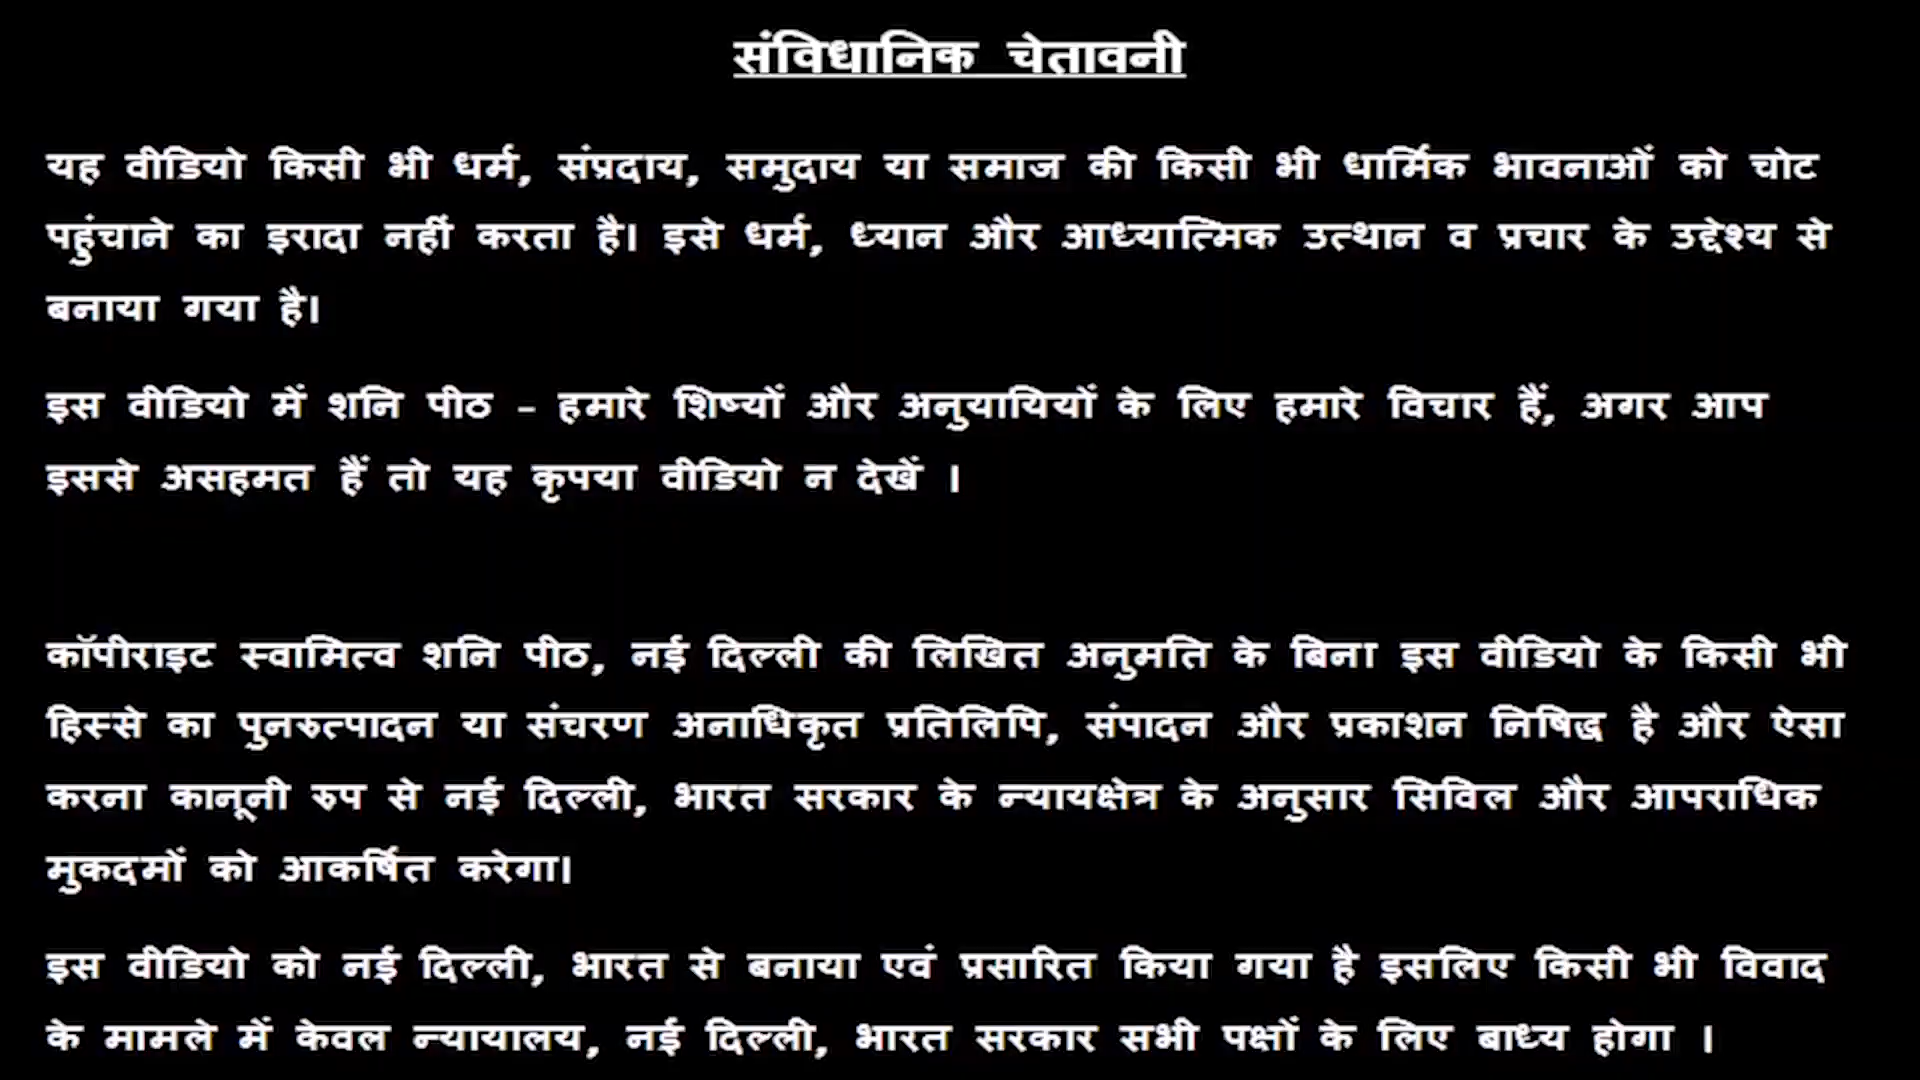 संविधानिक चेतावनी
यह वीडियो किसी भी धर्म, संप्रदाय, समुदाय या समाज की किसी भी धार्मिक भावनाओं को चोट
पहुंचाने का इरादा नहीं करता है। इसे धर्म, ध्यान और आध्यात्मिक उत्थान व प्रचार के उद्देश्य से
बनाया गया है।
इस वीडियो में शनि पीठ – हमारे शिष्यों और अनुयायियों के लिए हमारे विचार हैं, अगर आप
इससे असहमत हैं तो यह कृपया वीडियो न देखें ।
कॉपीराइट स्वामित्व शनि पीठ, नई दिल्ली की लिखित अनुमति के बिना इस वीडियो के किसी भी
हिस्से का पुनरुत्पादन या संचरण अनाधिकृत प्रतिलिपि, संपादन और प्रकाशन निषिद्ध है और ऐसा
करना कानूनी रुप से नई दिल्ली, भारत सरकार के न्यायक्षेत्र के अनुसार सिविल और आपराधिक
मुकदमों को आकर्षित करेगा।
इस वीडियो को नई दिल्ली, भारत से बनाया एवं प्रसारित किया गया है इसलिए किसी भी विवाद
के मामले में केवल न्यायालय, नई दिल्ली, भारत सरकार सभी पक्षों के लिए बाध्य होगा ।